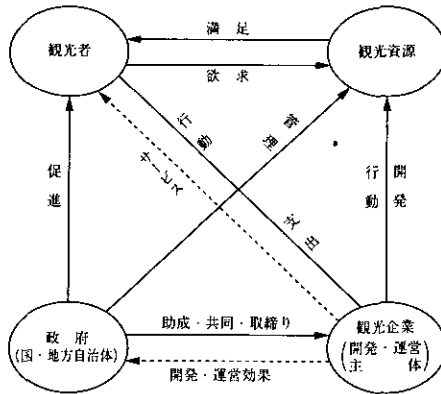 満足
観光者
観光資源
欲求
行動
管理
サービス
促進
開発
行動
支出
助成・共同・取締り
政府
(国・地方自治体)
観光企業
(開発・運営
主体)
開発・運営効果